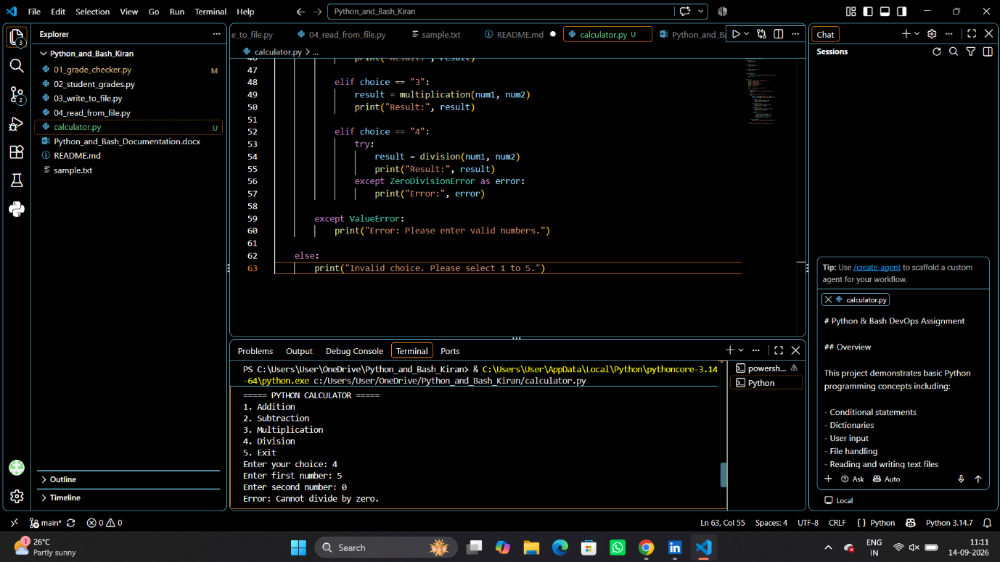 File Edit Selection View Go Run Terminal Help
Python_and_Bash_Kiran
Explorer
3
Python_and_Bash_Kiran
01_grade_checker.py M
02_student_grades.py
03_write_to_file.py
04_read_from_file.py
calculator.py U
Python_and_Bash_Documentation.docx
README.md
sample.txt
2
Outline
Timeline
e_to_file.py 04_read_from_file.py sample.txt README.md calculator.py U Python_and_Ba
calculator.py > ...
47
48 elif choice == "3":
49 result = multiplication(num1, num2)
50 print("Result:", result)
51
52 elif choice == "4":
53 try:
54 result = division(num1, num2)
55 print("Result:", result)
56 except ZeroDivisionError as error:
57 print("Error:", error)
58
59 except ValueError:
60 print("Error: Please enter valid numbers.")
61
62 else:
63 print("Invalid choice. Please select 1 to 5.")
Problems Output Debug Console Terminal Ports
PS C:\Users\User\OneDrive\Python_and_Bash_Kiran> & C:\Users\User\AppData\Local\Python\pythoncore-3.14
-64\python.exe c:/Users/User/OneDrive/Python_and_Bash_Kiran/calculator.py
===== PYTHON CALCULATOR =====
1. Addition
2. Subtraction
3. Multiplication
4. Division
5. Exit
Enter your choice: 4
Enter first number: 5
Enter second number: 0
Error: Cannot divide by zero.
powersh...
Python
Chat
Sessions
Tip: Use /create-agent to scaffold a custom
agent for your workflow.
calculator.py
# Python & Bash DevOps Assignment
## Overview
This project demonstrates basic Python
programming concepts including:
- Conditional statements
- Dictionaries
- User input
- File handling
- Reading and writing text files
Ask Auto
Local
main* 0 0 Ln 63, Col 55 Spaces: 4 UTF-8 CRLF {} Python Python 3.14.7
1
26°C
Partly sunny
Search
ENG
IN
11:11
14-09-2026